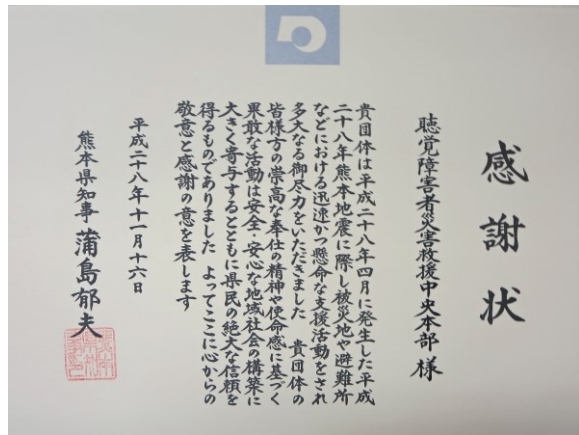 感謝状
聴覚障害者災害救援中央本部 様
貴団体は平成二十八年四月に発生した平成
二十八年熊本地震に際し被災地や避難所
などにおける迅速かつ懸命な支援活動をされ
多大なる御尽力をいただきました 貴団体の
皆様方の崇高な奉仕の精神や使命感に基づく
果敢な活動は安全・安心な地域社会の構築に
大きく寄与するとともに県民の絶大な信頼を
得るものでありました よってここに心からの
敬意と感謝の意を表します
平成二十八年十一月十六日
熊本県知事 蒲島郁夫